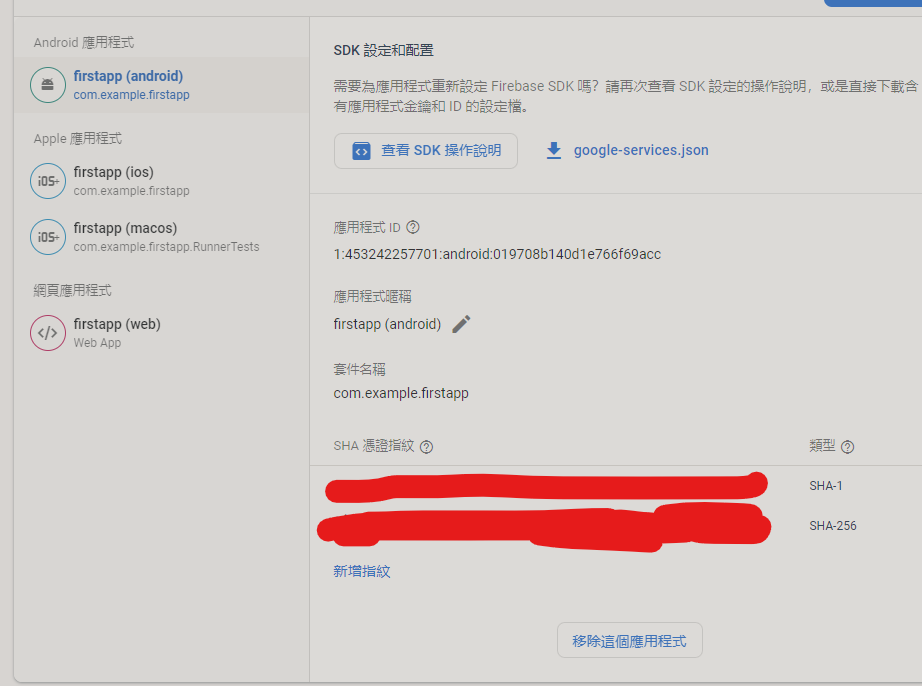 Android 應用程式
firstapp (android)
com.example.firstapp
Apple 應用程式
iOS+
firstapp (ios)
com.example.firstapp
iOS+
firstapp (macos)
com.example.firstapp.RunnerTests
網頁應用程式
</>
firstapp (web)
Web App
SDK 設定和配置
需要為應用程式重新設定 Firebase SDK 嗎？請再次查看 SDK 設定的操作說明，或是直接下載含
有應用程式金鑰和 ID 的設定檔。
查看 SDK 操作說明
google-services.json
應用程式 ID
1:453242257701:android:019708b140d1e766f69acc
應用程式暱稱
firstapp (android)
套件名稱
com.example.firstapp
SHA 憑證指紋
類型
SHA-1
SHA-256
新增指紋
移除這個應用程式